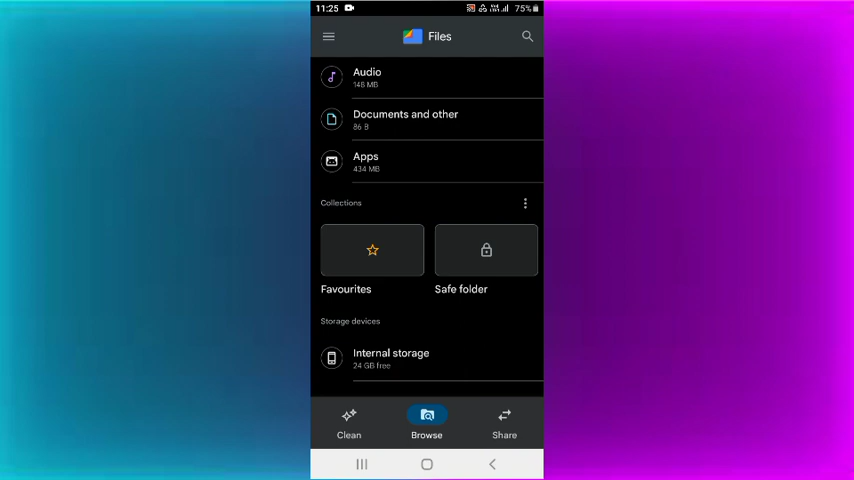 11:25 75%
Files
Audio
148 MB
Documents and other
86 B
Apps
434 MB
Collections
Favourites Safe folder
Storage devices
Internal storage
24 GB free
Clean Browse Share